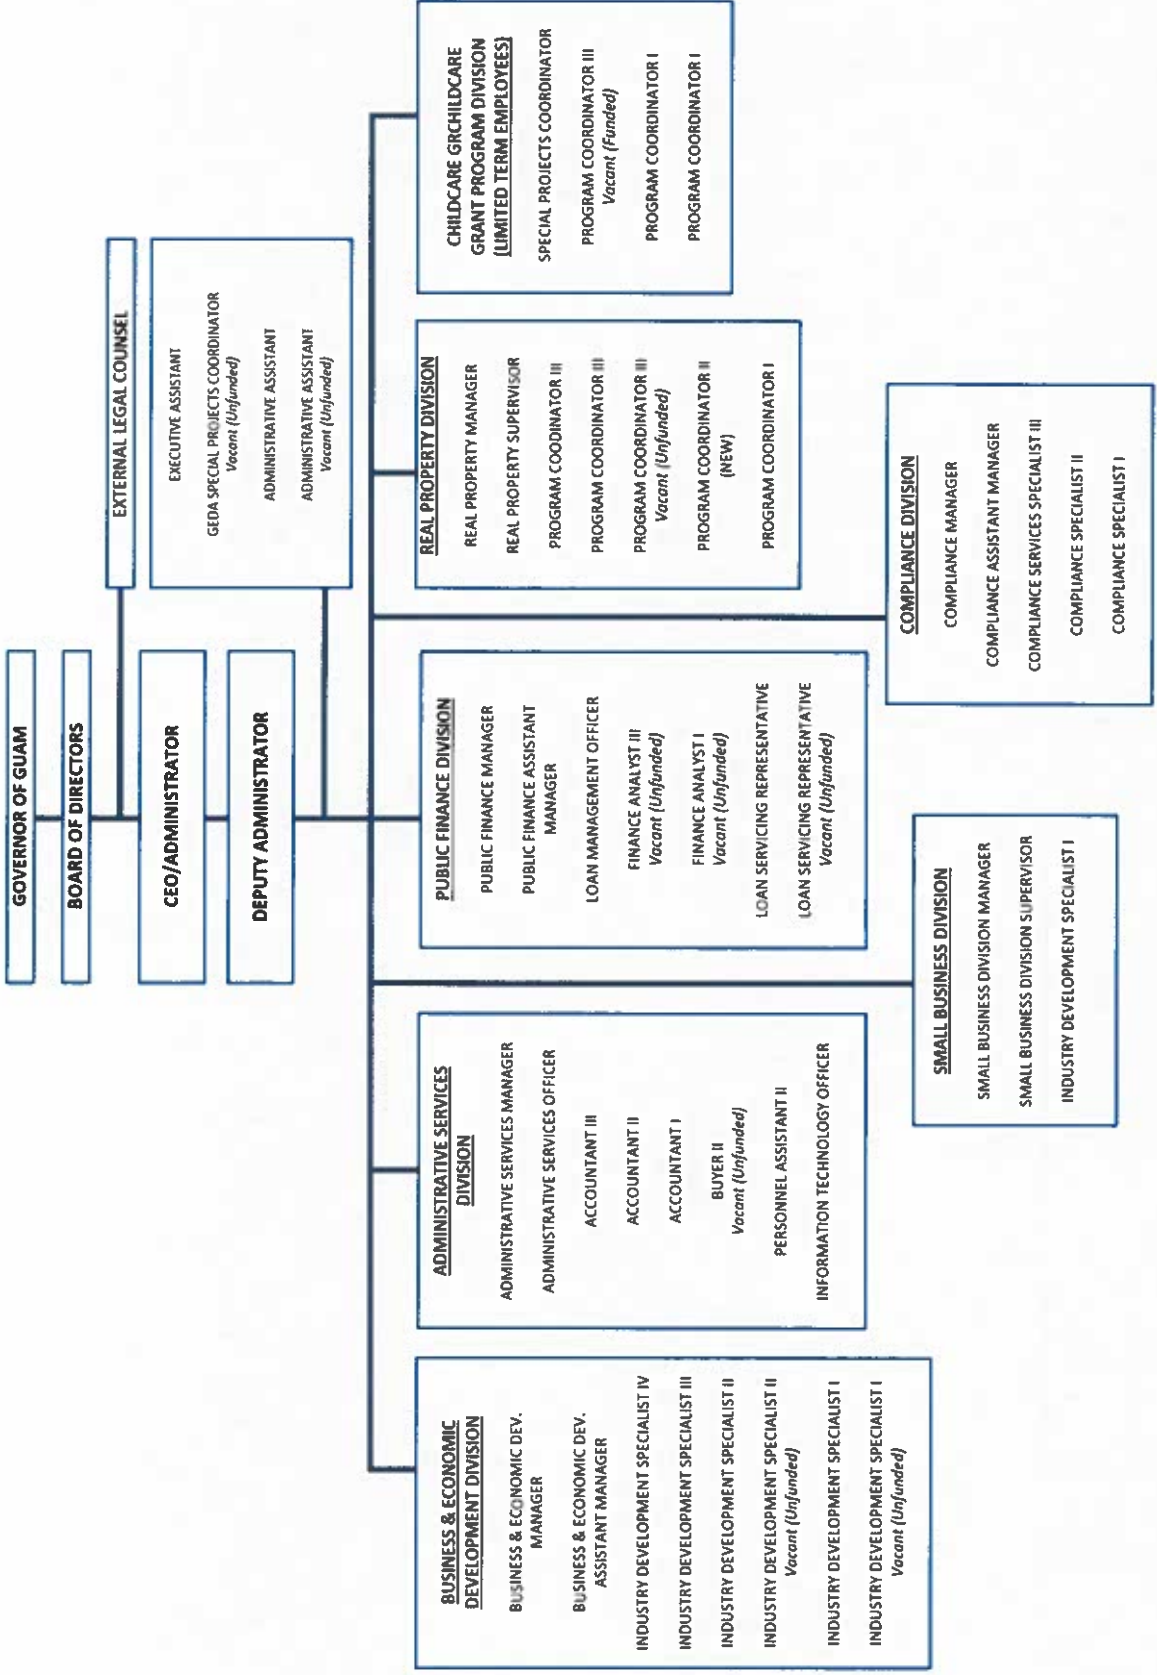 GOVERNOR OF GUAM
BOARD OF DIRECTORS
EXTERNAL LEGAL COUNSEL
CEO/ADMINISTRATOR
DEPUTY ADMINISTRATOR
EXECUTIVE ASSISTANT
GEDA SPECIAL PROJECTS COORDINATOR
Vacant (Unfunded)
ADMINISTRATIVE ASSISTANT
ADMINISTRATIVE ASSISTANT
Vacant (Unfunded)
BUSINESS & ECONOMIC
DEVELOPMENT DIVISION
BUSINESS & ECONOMIC DEV.
MANAGER
BUSINESS & ECONOMIC DEV.
ASSISTANT MANAGER
INDUSTRY DEVELOPMENT SPECIALIST IV
INDUSTRY DEVELOPMENT SPECIALIST III
INDUSTRY DEVELOPMENT SPECIALIST II
INDUSTRY DEVELOPMENT SPECIALIST II
Vacant (Unfunded)
INDUSTRY DEVELOPMENT SPECIALIST I
INDUSTRY DEVELOPMENT SPECIALIST I
Vacant (Unfunded)
ADMINISTRATIVE SERVICES
DIVISION
ADMINISTRATIVE SERVICES MANAGER
ADMINISTRATIVE SERVICES OFFICER
ACCOUNTANT III
ACCOUNTANT II
ACCOUNTANT I
BUYER II
Vacant (Unfunded)
PERSONNEL ASSISTANT II
INFORMATION TECHNOLOGY OFFICER
PUBLIC FINANCE DIVISION
PUBLIC FINANCE MANAGER
PUBLIC FINANCE ASSISTANT
MANAGER
LOAN MANAGEMENT OFFICER
FINANCE ANALYST III
Vacant (Unfunded)
FINANCE ANALYST I
Vacant (Unfunded)
LOAN SERVICING REPRESENTATIVE
LOAN SERVICING REPRESENTATIVE
Vacant (Unfunded)
REAL PROPERTY DIVISION
REAL PROPERTY MANAGER
REAL PROPERTY SUPERVISOR
PROGRAM COODINATOR III
PROGRAM COORDINATOR III
PROGRAM COORDINATOR III
Vacant (Unfunded)
PROGRAM COORDINATOR II
(NEW)
PROGRAM COORDINATOR I
CHILDCARE GRCHILDCARE
GRANT PROGRAM DIVISION
(LIMITED TERM EMPLOYEES)
SPECIAL PROJECTS COORDINATOR
PROGRAM COORDINATOR III
Vacant (Funded)
PROGRAM COORDINATOR I
PROGRAM COORDINATOR I
SMALL BUSINESS DIVISION
SMALL BUSINESS DIVISION MANAGER
SMALL BUSINESS DIVISION SUPERVISOR
INDUSTRY DEVELOPMENT SPECIALIST I
COMPLIANCE DIVISION
COMPLIANCE MANAGER
COMPLIANCE ASSISTANT MANAGER
COMPLIANCE SERVICES SPECIALIST III
COMPLIANCE SPECIALIST II
COMPLIANCE SPECIALIST I